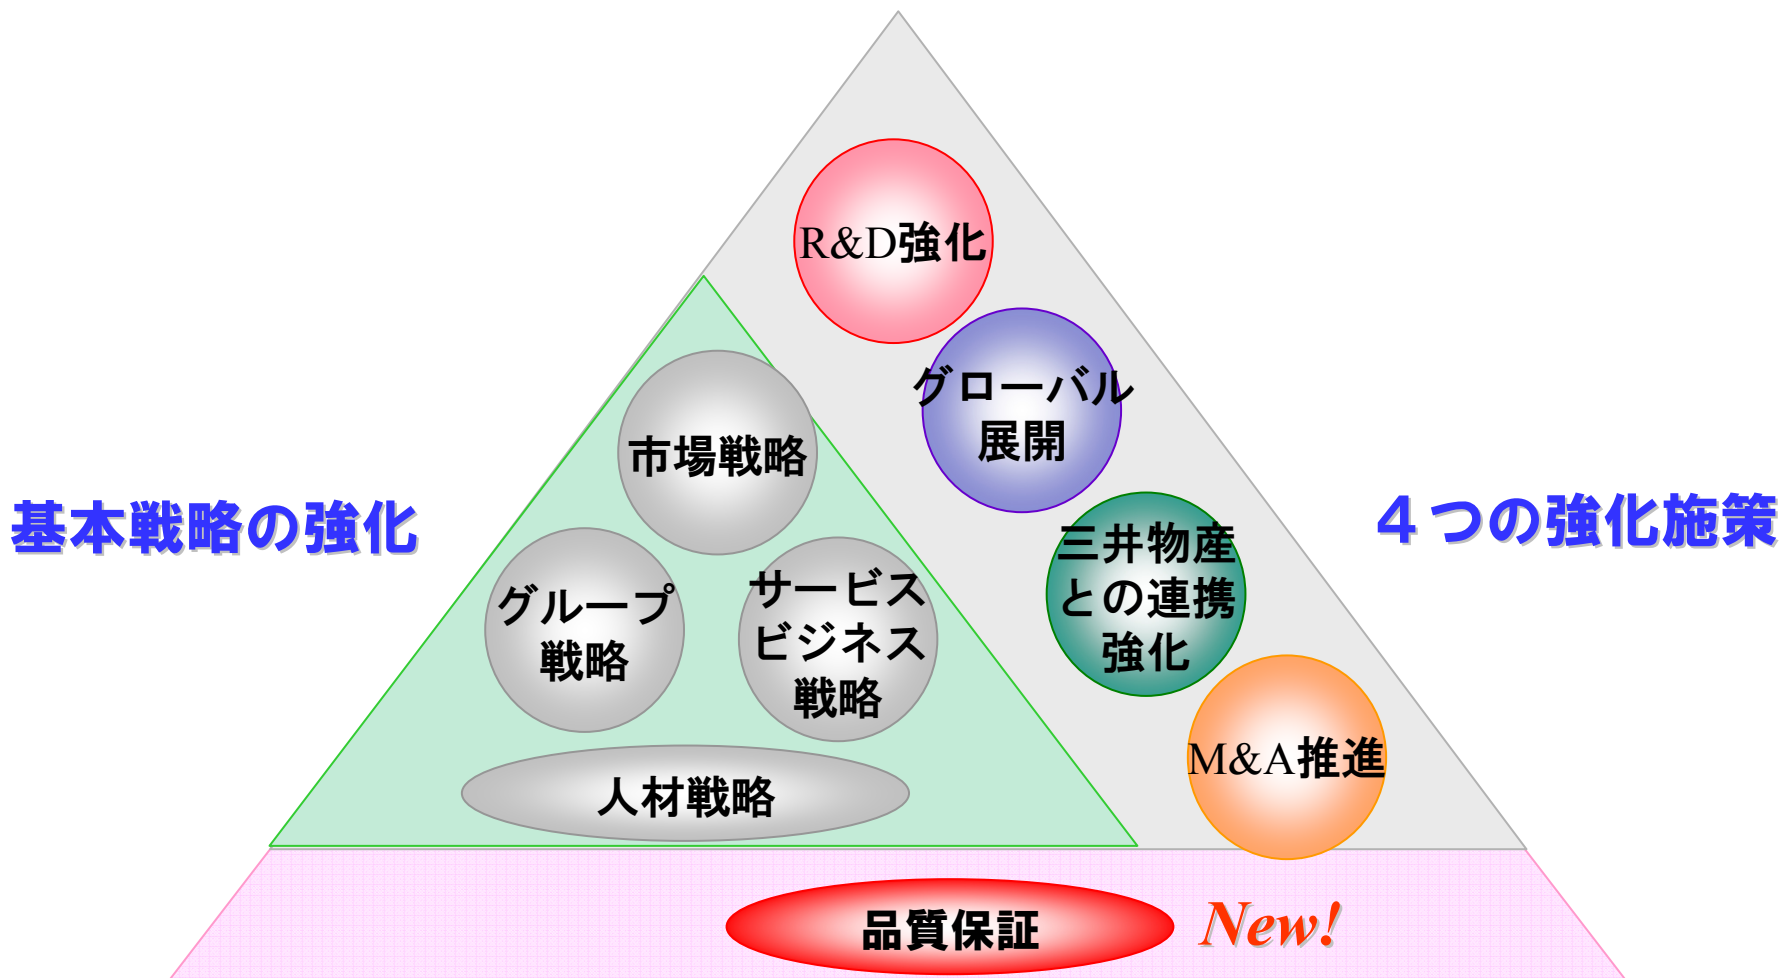 R&D強化
グローバル
展開
市場戦略
基本戦略の強化
４つの強化施策
三井物産
との連携
強化
グループ
戦略
サービス
ビジネス
戦略
M&A推進
人材戦略
品質保証
New!